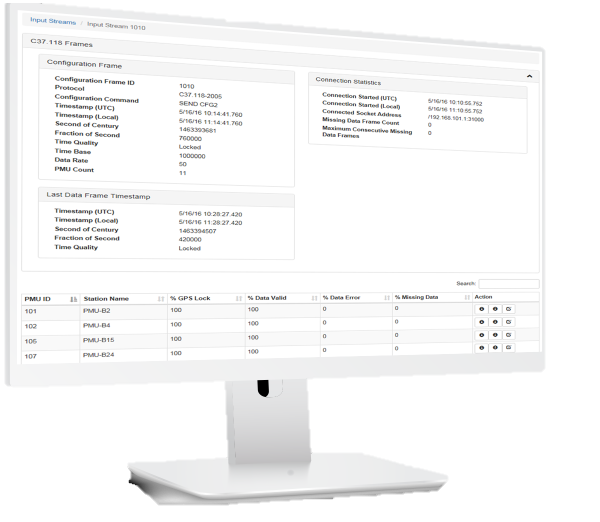 Input Streams / Input Stream 1010
C37.118 Frames
Configuration Frame
Configuration Frame ID 1010
Protocol C37.118-2005
Configuration Command SEND CFG2
Timestamp (UTC) 5/16/16 10:14:41.760
Timestamp (Local) 5/16/16 11:14:41.760
Second of Century 1463393681
Fraction of Second 760000
Time Quality Locked
Time Base 1000000
Data Rate 50
PMU Count 11
Connection Statistics
Connection Started (UTC) 5/16/16 10:10:55.752
Connection Started (Local) 5/16/16 11:10:55.752
Connected Socket Address /192.168.101.1:31000
Missing Data Frame Count 0
Maximum Consecutive Missing 0
Data Frames
Last Data Frame Timestamp
Timestamp (UTC) 5/16/16 10:28:27.420
Timestamp (Local) 5/16/16 11:28:27.420
Second of Century 1463394507
Fraction of Second 420000
Time Quality Locked
Search:
PMU ID Station Name % GPS Lock % Data Valid % Data Error % Missing Data Action
101 PMU-B2 100 100 0 0
102 PMU-B4 100 100 0 0
105 PMU-B15 100 100 0 0
107 PMU-B24 100 100 0 0